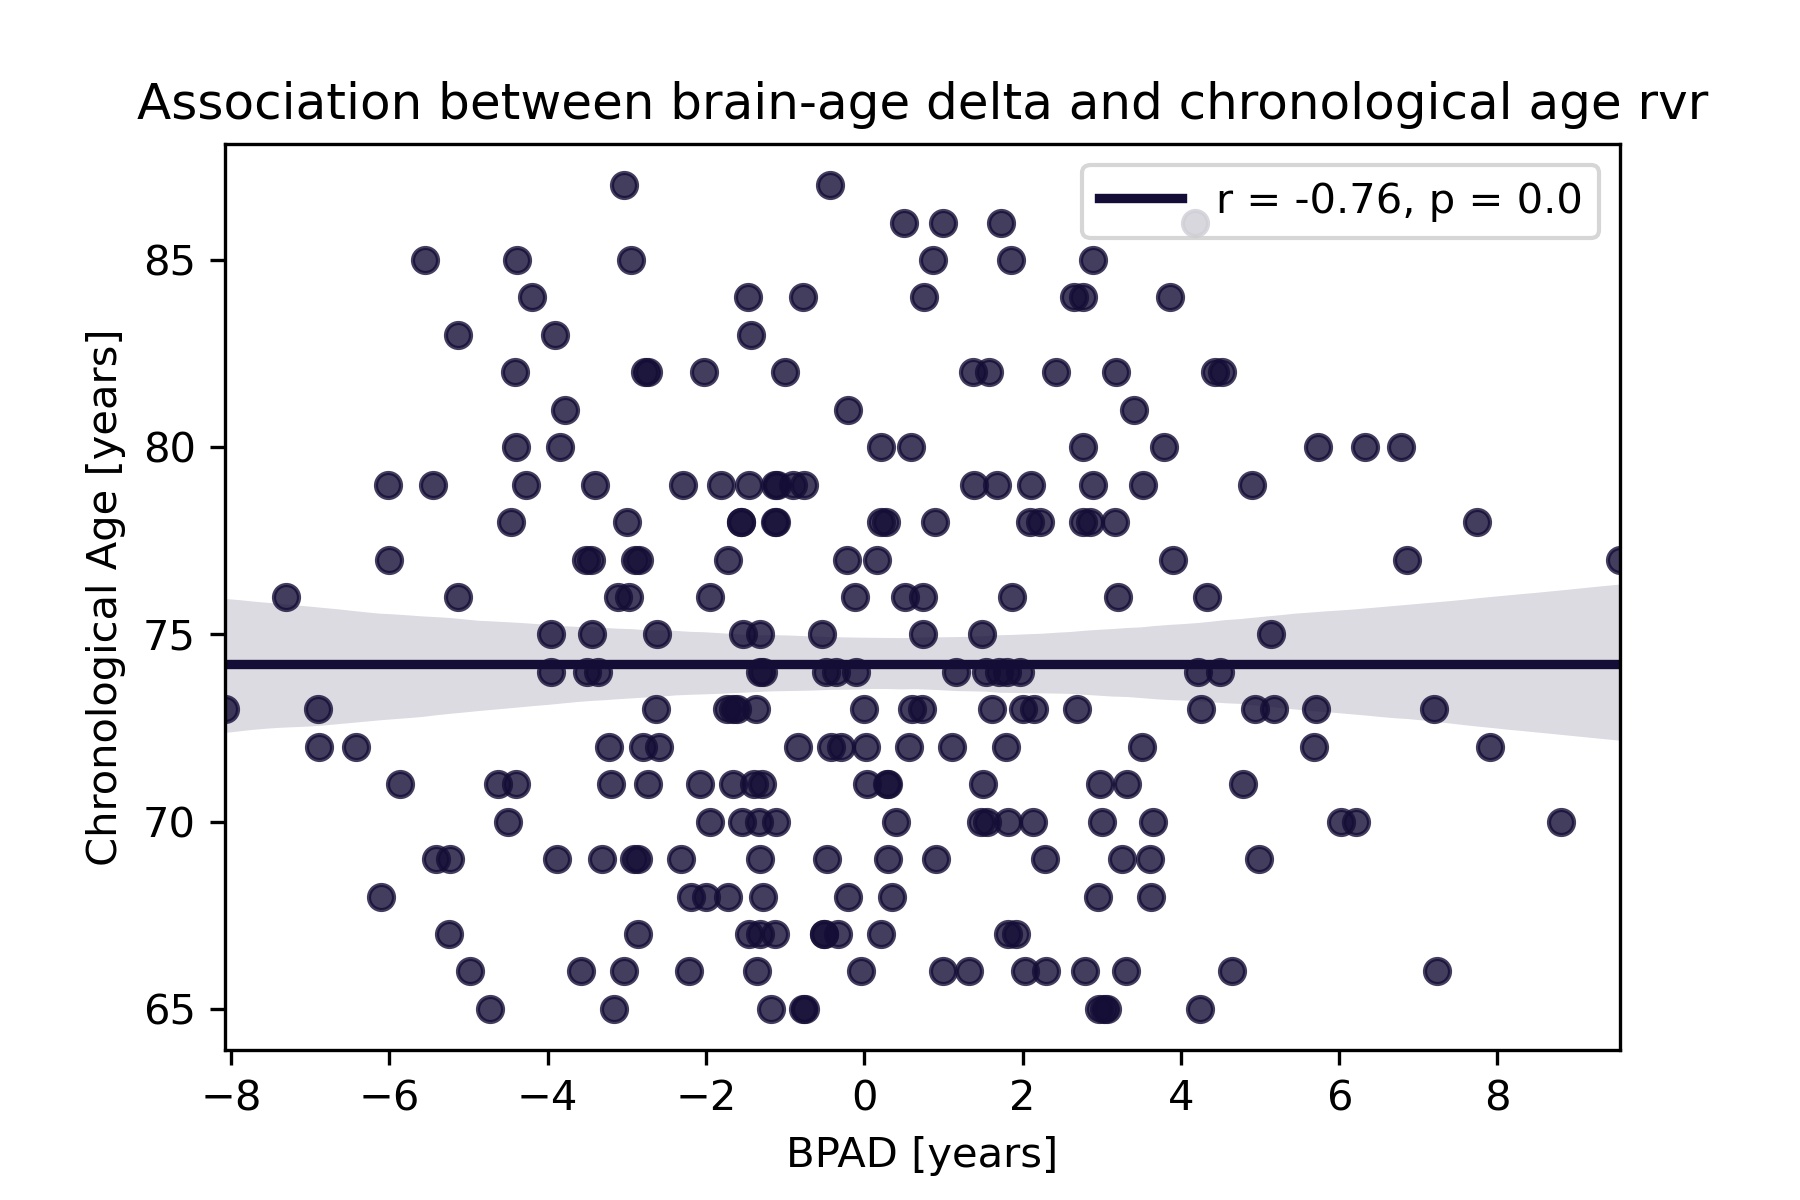 Association between brain-age delta and chronological age rvr
r = -0.76, p = 0.0
85
80
75
70
65
Chronological Age [years]
−8 −6 −4 −2 0 2 4 6 8
BPAD [years]